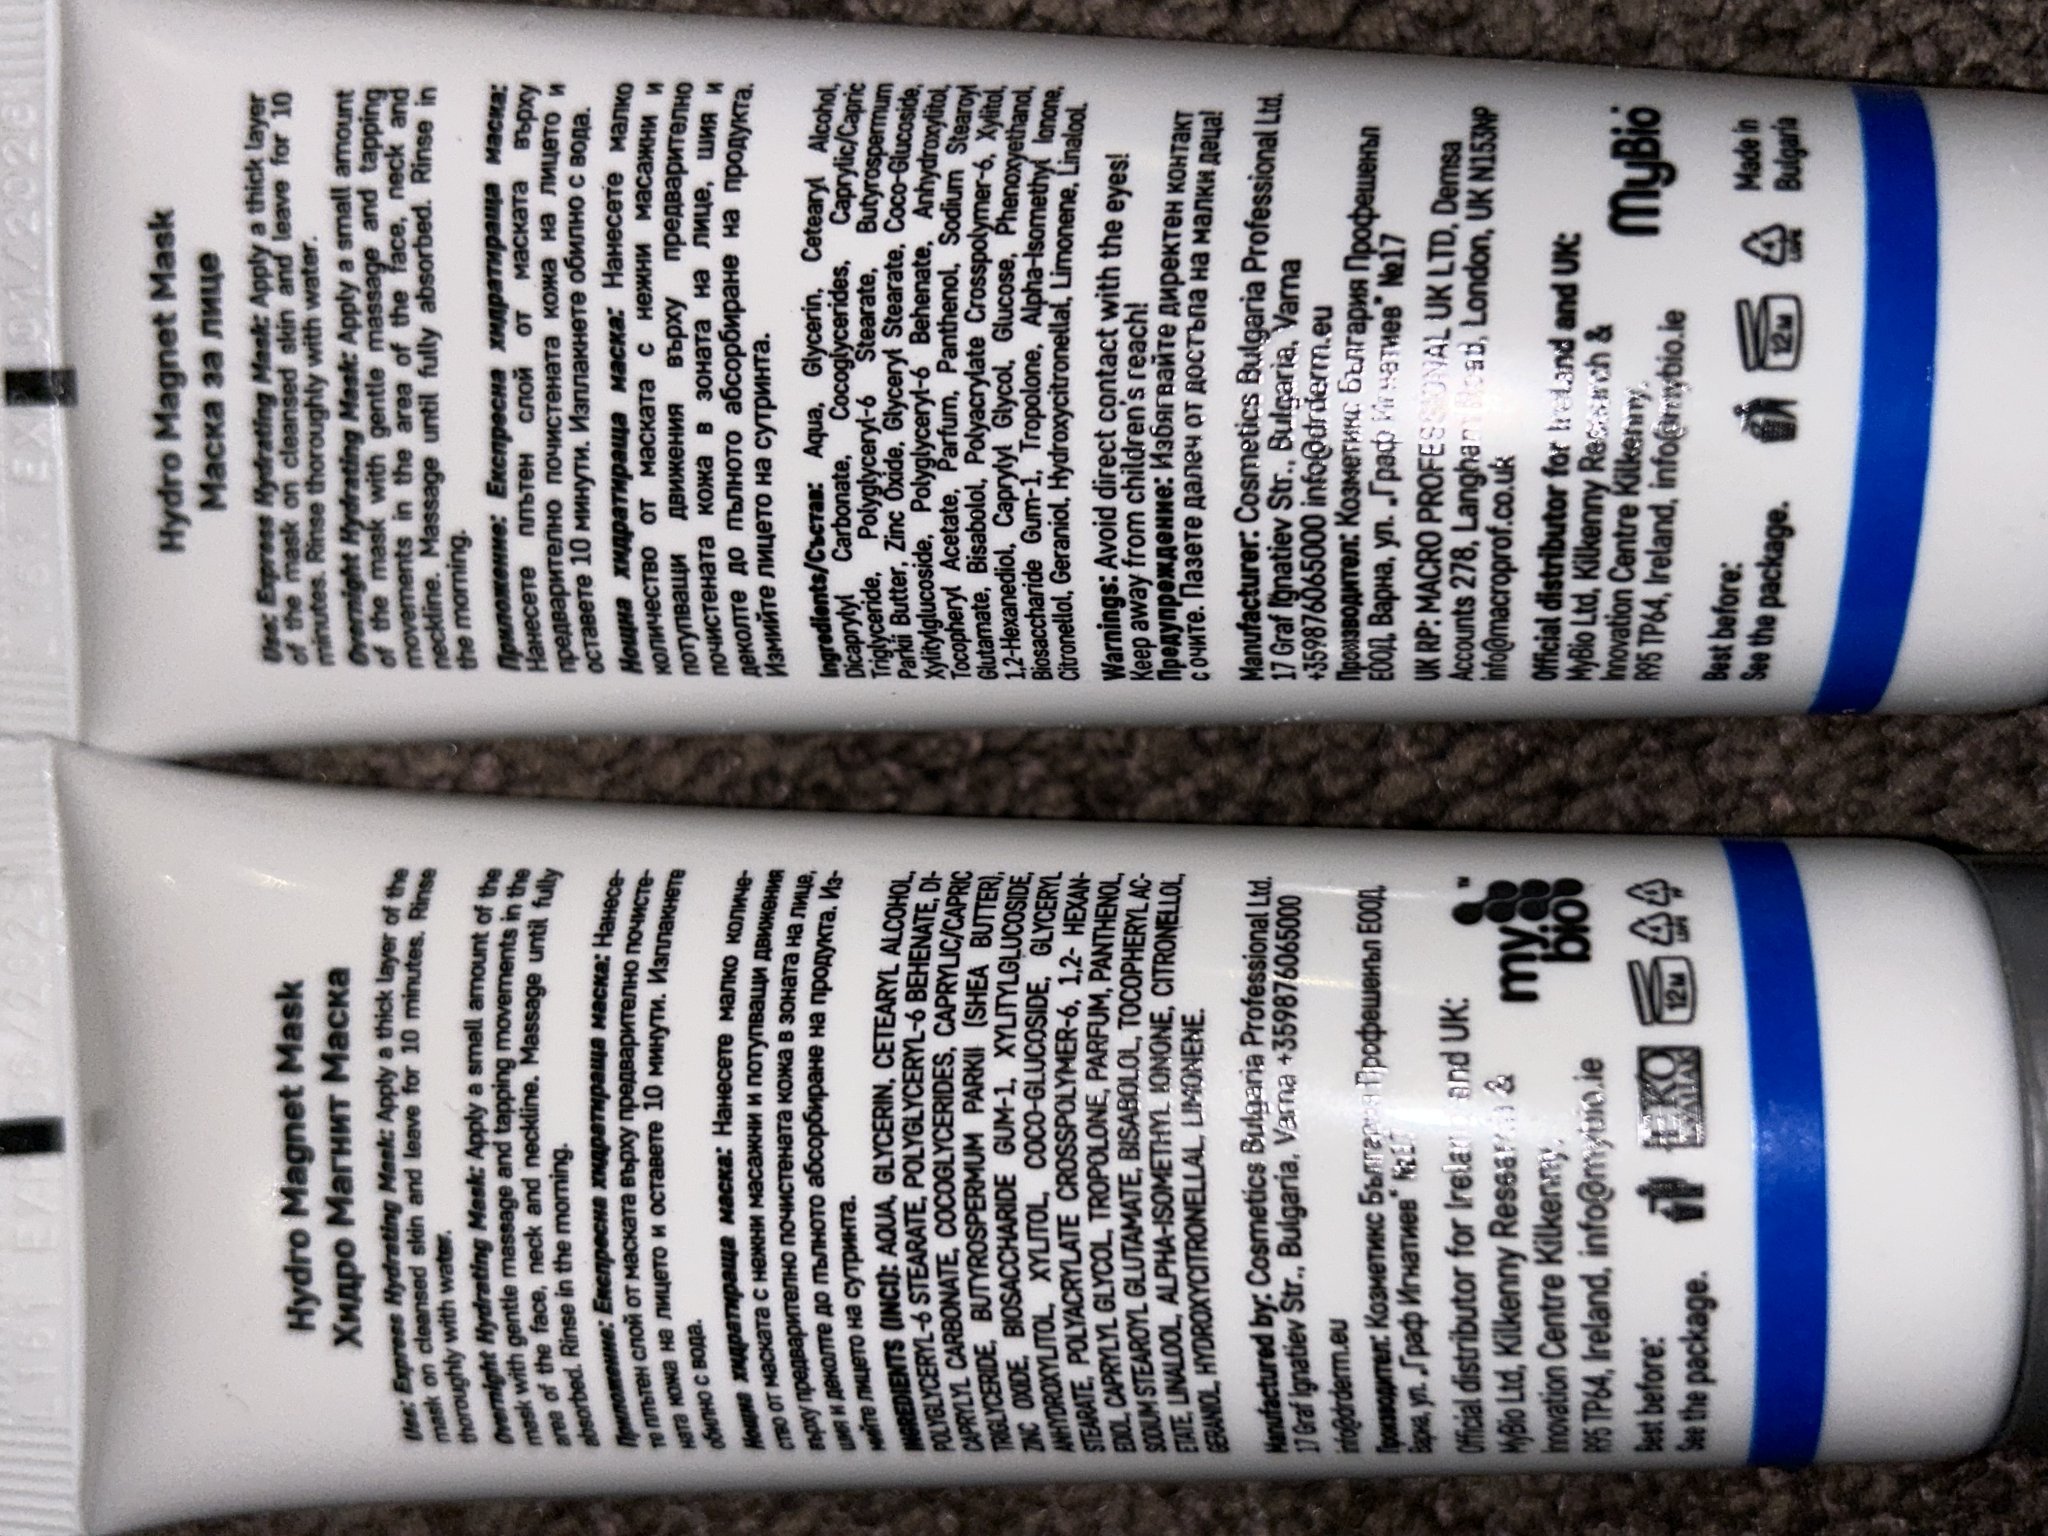 01/2026
Hydro Magnet Mask
Маска за лице
Use: Express Hydrating Mask: Apply a thick layer
of the mask on cleansed skin and leave for 10
minutes. Rinse thoroughly with water.
Overnight Hydrating Mask: Apply a small amount
of the mask with gentle massage and tapping
movements in the area of the face, neck and
neckline. Massage until fully absorbed. Rinse in
the morning.
Приложение: Експресна хидратираща маска:
Нанесете плътен слой от маската върху
предварително почистената кожа на лицето и
оставете 10 минути. Изплакнете обилно с вода.
Нощна хидратираща маска: Нанесете малко
количество от маската с нежни масажни и
потупващи движения върху предварително
почистената кожа в зоната на лице, шия и
деколте до пълното абсорбиране на продукта.
Измийте лицето на сутринта.
Ingredients/Състав: Aqua, Glycerin, Cetearyl Alcohol,
Dicaprylyl Carbonate, Cocoglycerides, Caprylic/Capric
Triglyceride, Polyglyceryl-6 Stearate, Butyrospermum
Parkii Butter, Zinc Oxide, Glyceryl Stearate, Coco-Glucoside,
Xylitylglucoside, Polyglyceryl-6 Behenate, Anhydroxylitol,
Tocopheryl Acetate, Parfum, Panthenol, Sodium Stearoyl
Glutamate, Bisabolol, Polyacrylate Crosspolymer-6, Xylitol,
1,2-Hexanediol, Caprylyl Glycol, Glucose, Phenoxyethanol,
Biosaccharide Gum-1, Tropolone, Alpha-Isomethyl Ionone,
Citronellol, Geraniol, Hydroxycitronellal, Limonene, Linalool.
Warnings: Avoid direct contact with the eyes!
Keep away from children's reach!
Предупреждение: Избягвайте директен контакт
с очите. Пазете далеч от достъпа на малки деца!
Manufacturer: Cosmetics Bulgaria Professional Ltd.
17 Graf Ignatiev Str., Bulgaria, Varna
+359876065000 info@drderm.eu
Производител: Козметикс България Професиенъл
ЕООД, Варна, ул. „Граф Игнатиев" №17
UK RP: MACRO PROFESSIONAL UK LTD, Demsa
Accounts 278, Langham Road, London, UK N153NP
info@macroprof.co.uk
Official distributor for Ireland and UK:
MyBio Ltd, Kilkenny Research &
Innovation Centre Kilkenny,
R95 TP64, Ireland, info@mybio.ie
MyBio
Best before:
See the package.
12M
4
LDPE
Made in
Bulgaria
Hydro Magnet Mask
Хидро Магнит Маска
Use: Express Hydrating Mask: Apply a thick layer of the
mask on cleansed skin and leave for 10 minutes. Rinse
thoroughly with water.
Overnight Hydrating Mask: Apply a small amount of the
mask with gentle massage and tapping movements in the
area of the face, neck and neckline. Massage until fully
absorbed. Rinse in the morning.
Приложение: Експресна хидратираща маска: Нанесе-
те плътен слой от маската върху предварително почисте-
ната кожа на лицето и оставете 10 минути. Изплакнете
обилно с вода.
Нощна хидратираща маска: Нанесете малко количе-
ство от маската с нежни масажни и потупващи движения
върху предварително почистената кожа в зоната на лице,
шия и деколте до пълното абсорбиране на продукта. Из-
мийте лицето на сутринта.
INGREDIENTS (INCI): AQUA, GLYCERIN, CETEARYL ALCOHOL,
POLYGLYCERYL-6 STEARATE, POLYGLYCERYL-6 BEHENATE, DI-
CAPRYLYL CARBONATE, COCOGLYCERIDES, CAPRYLIC/CAPRIC
TRIGLYCERIDE, BUTYROSPERMUM PARKII (SHEA BUTTER),
ZINC OXIDE, BIOSACCHARIDE GUM-1, XYLITYLGLUCOSIDE,
ANHYDROXYLITOL, XYLITOL, COCO-GLUCOSIDE, GLYCERYL
STEARATE, POLYACRYLATE CROSSPOLYMER-6, 1,2- HEXAN-
EDIOL, CAPRYLYL GLYCOL, TROPOLONE, PARFUM, PANTHENOL,
SODIUM STEAROYL GLUTAMATE, BISABOLOL, TOCOPHERYL AC-
ETATE, LINALOOL, ALPHA-ISOMETHYL IONONE, CITRONELLOL,
GERANIOL, HYDROXYCITRONELLAL, LIMONENE.
Manufactured by: Cosmetics Bulgaria Professional Ltd.
17 Graf Ignatiev Str., Bulgaria, Varna +359876065000
info@drderm.eu
Производител: Козметикс България Професиенъл ЕООД,
Варна, ул. „Граф Игнатиев"
Official distributor for Ireland and UK:
MyBio Ltd, Kilkenny Research &
Innovation Centre Kilkenny,
R95 TP64, Ireland, info@mybio.ie
my
bio™
Best before:
See the package.
12M
LDPE